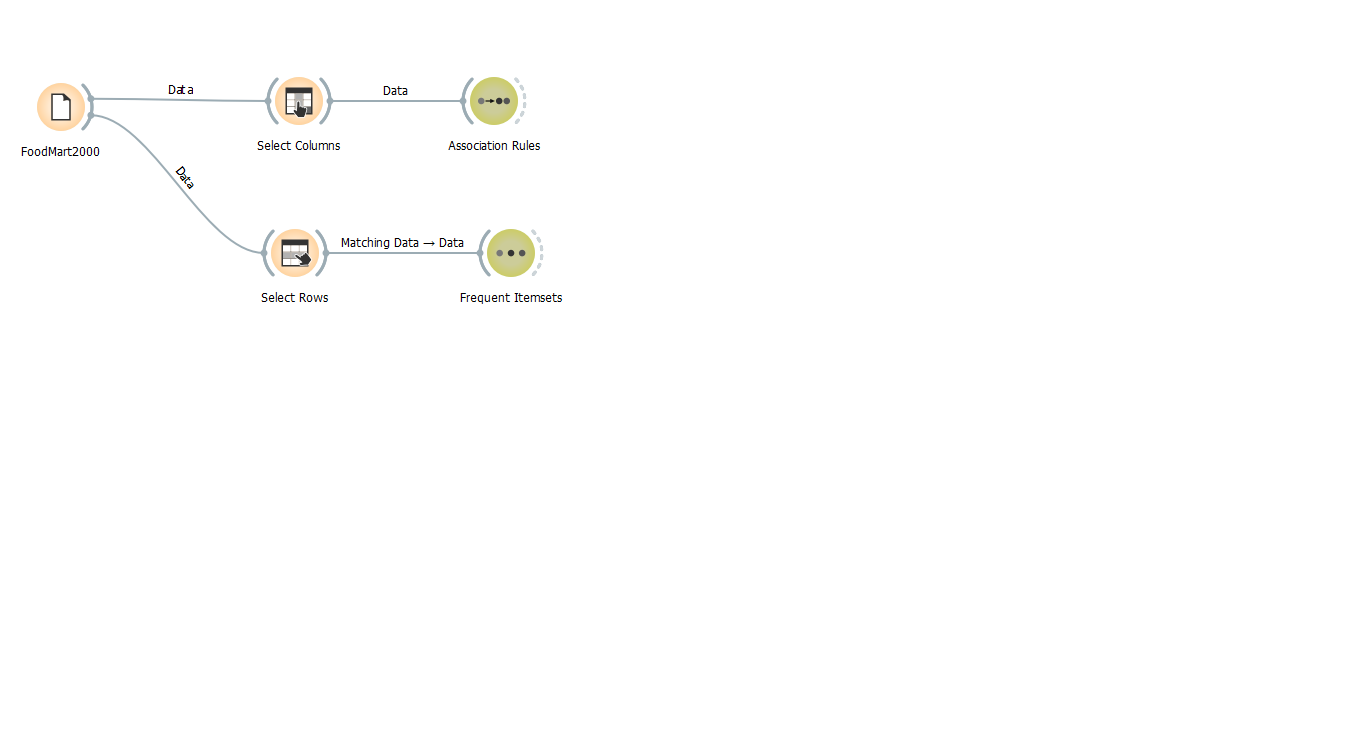 Data
Data
FoodMart2000
Select Columns
Association Rules
Data
Matching Data → Data
Select Rows
Frequent Itemsets